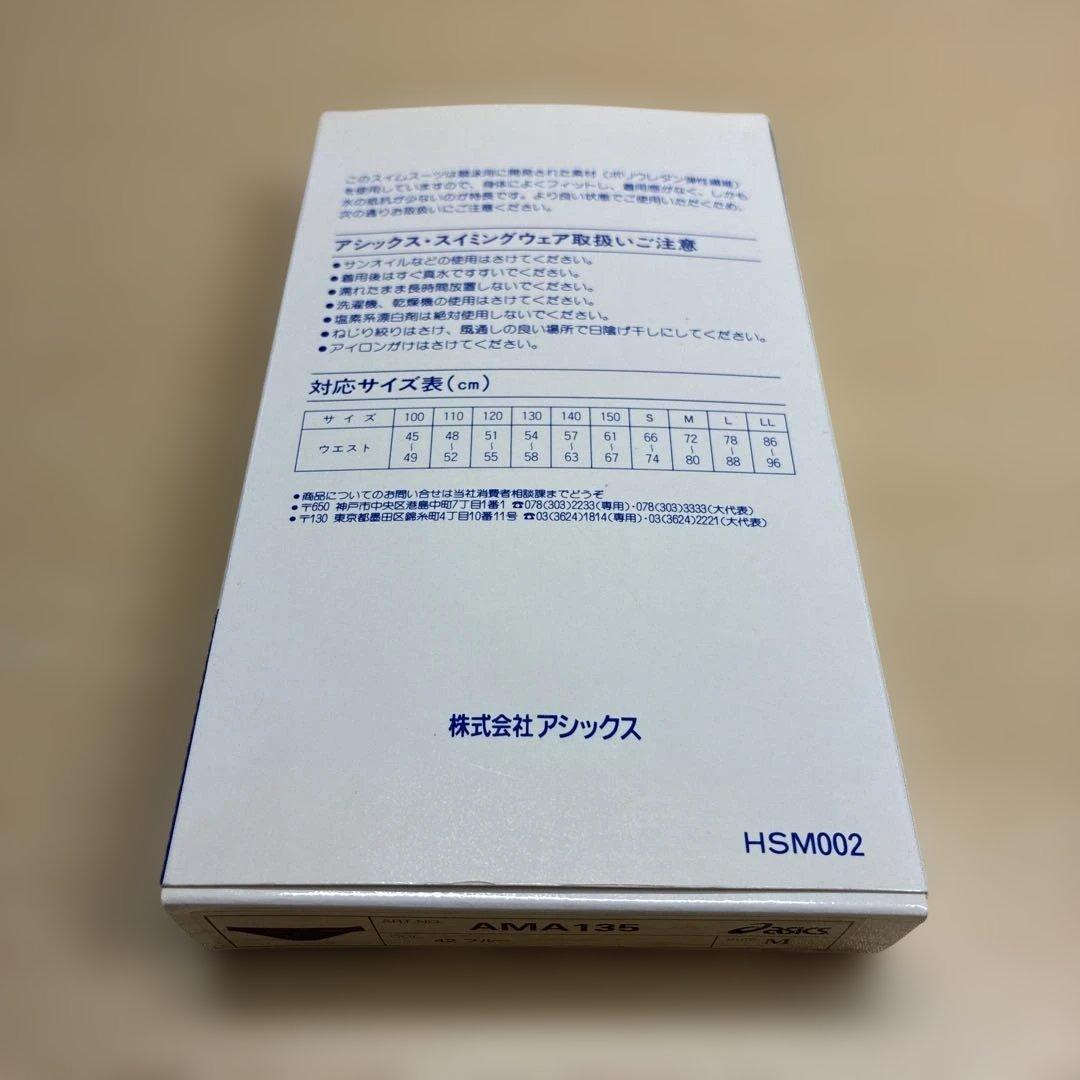 このスイムスーツは競泳用に開発された素材(ポリウレタン弾性繊維)
を使用していますので、身体によくフィットし、着用感がなく、しかも
水の抵抗が少ないのが特長です。より良い状態でご使用いただくため、
次の通りお取扱いにご注意ください。
アシックス・スイミングウェア取扱いご注意
●サンオイルなどの使用はさけてください。
●着用後はすぐ真水ですすいでください。
●濡れたまま長時間放置しないでください。
●洗濯機、乾燥機の使用はさけてください。
●塩素系漂白剤は絶対使用しないでください。
●ねじり絞りはさけ、風通しの良い場所で日陰げ干しにしてください。
●アイロンがけはさけてください。
対応サイズ表(cm)
サイズ 100 110 120 130 140 150 S M L LL
ウエスト 45~49 48~52 51~55 54~58 57~63 61~67 66~74 72~80 78~88 86~96
●商品についてのお問い合せは当社消費者相談課までどうぞ
●〒650 神戸市中央区港島中町7丁目1番1 ☎078(303)2233(専用)・078(303)3333(大代表)
●〒130 東京都墨田区錦糸町4丁目10番11号 ☎03(3624)1814(専用)・03(3624)2221(大代表)
株式会社アシックス
HSM002
ART.NO. AMA135 asics
42 ブルー M